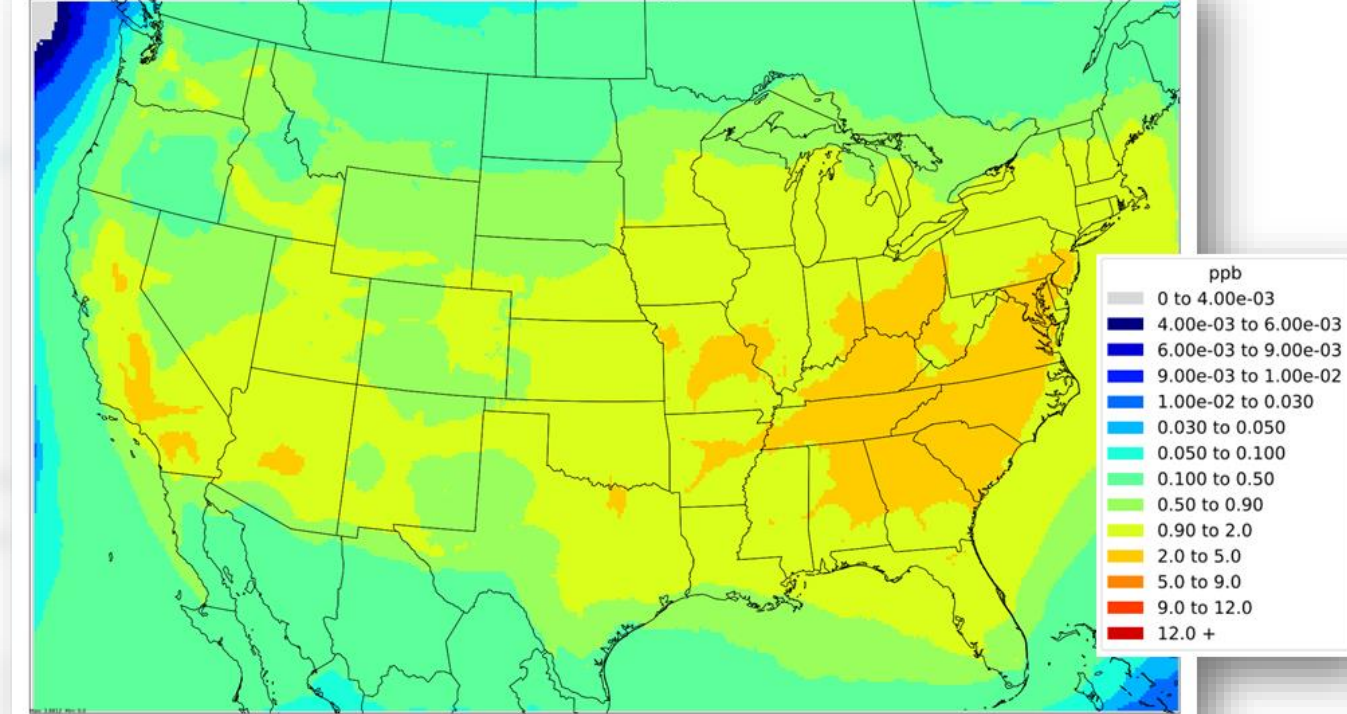 ppb
0 to 4.00e-03
4.00e-03 to 6.00e-03
6.00e-03 to 9.00e-03
9.00e-03 to 1.00e-02
1.00e-02 to 0.030
0.030 to 0.050
0.050 to 0.100
0.100 to 0.50
0.50 to 0.90
0.90 to 2.0
2.0 to 5.0
5.0 to 9.0
9.0 to 12.0
12.0 +